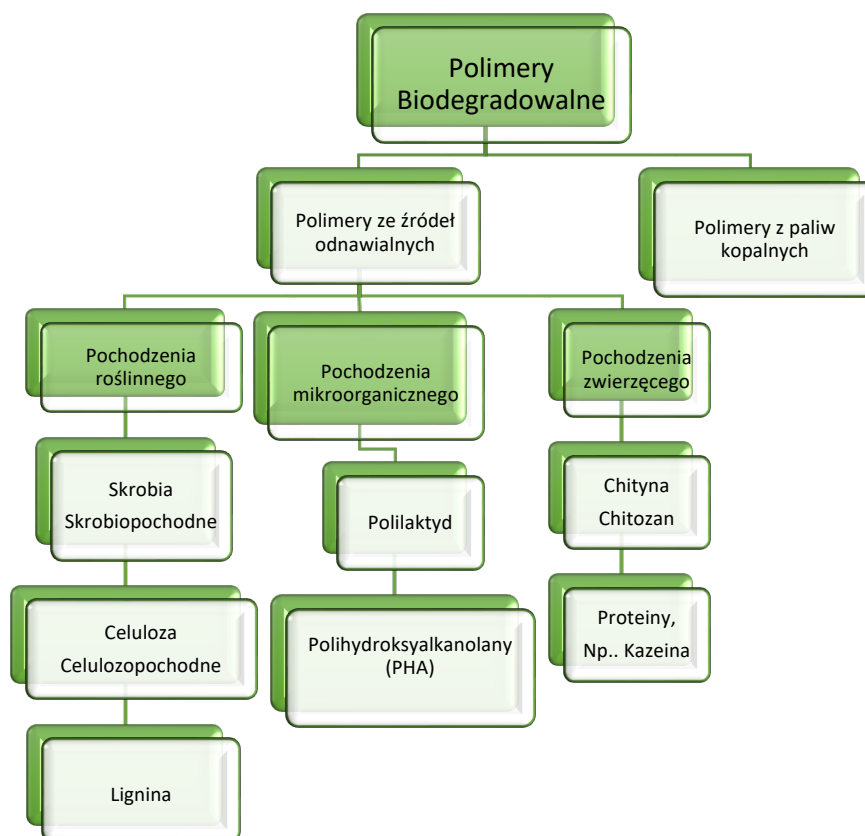 Polimery
Biodegradowalne
Polimery ze źródeł
odnawialnych
Polimery z paliw
kopalnych
Pochodzenia
roślinnego
Pochodzenia
mikroorganicznego
Pochodzenia
zwierzęcego
Skrobia
Skrobiopochodne
Polilaktyd
Chityna
Chitozan
Celuloza
Celulozopochodne
Polihydroksyalkanolany
(PHA)
Proteiny,
Np.. Kazeina
Lignina